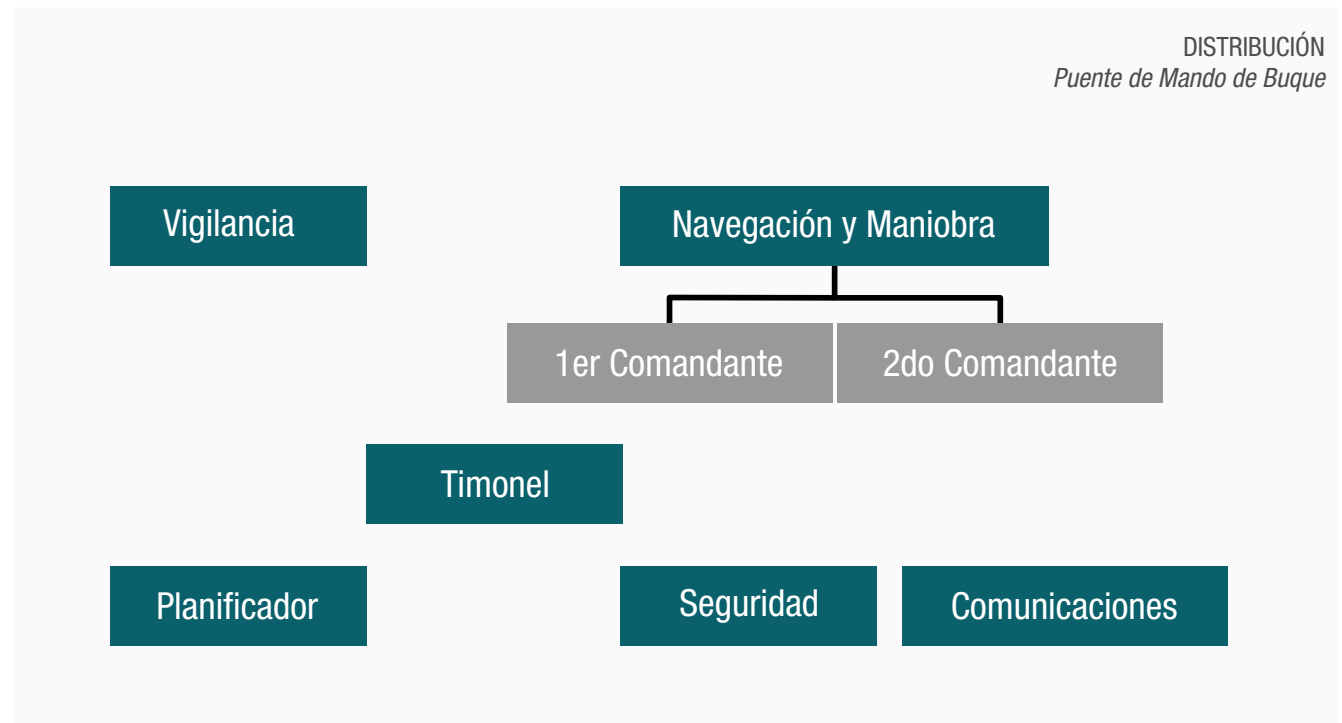 DISTRIBUCIÓN
Puente de Mando de Buque
Vigilancia
Navegación y Maniobra
1er Comandante
2do Comandante
Timonel
Planificador
Seguridad
Comunicaciones